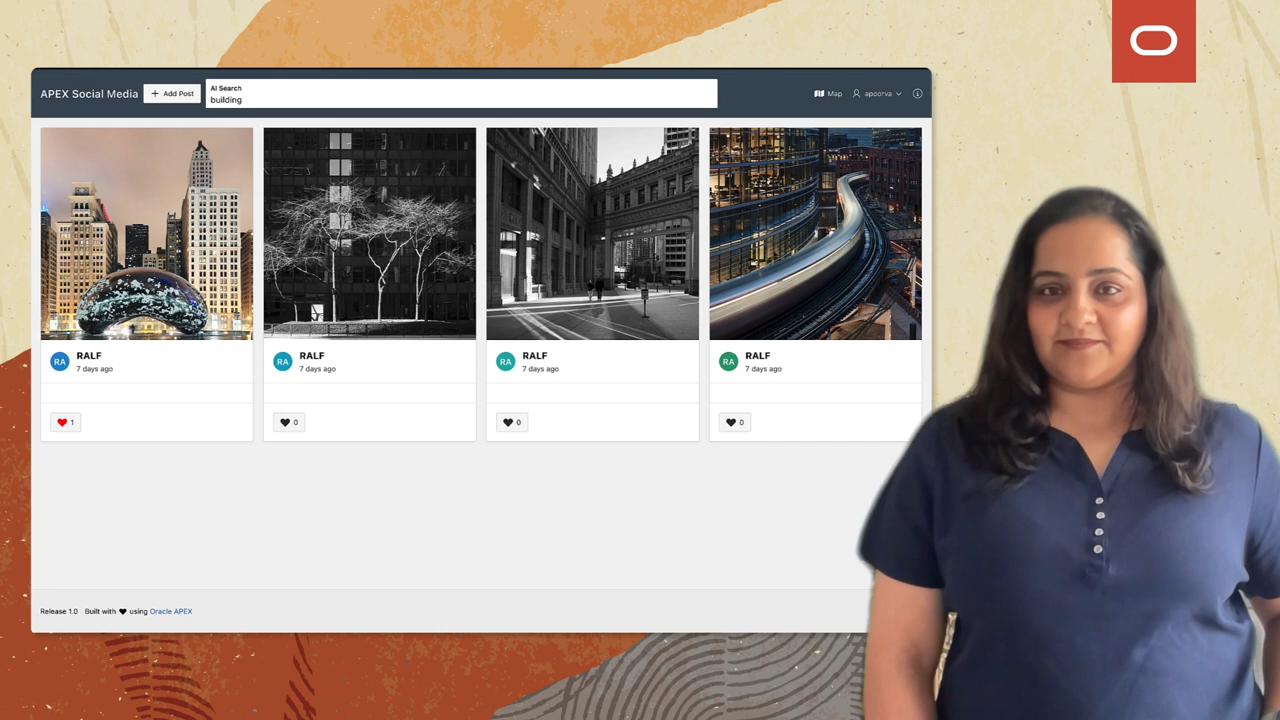 APEX Social Media
Add Post
AI Search
building
Map
apoorva
RA
RALF
7 days ago
1
RA
RALF
7 days ago
0
RA
RALF
7 days ago
0
RA
RALF
7 days ago
0
Release 1.0 Built with ♥ using Oracle APEX